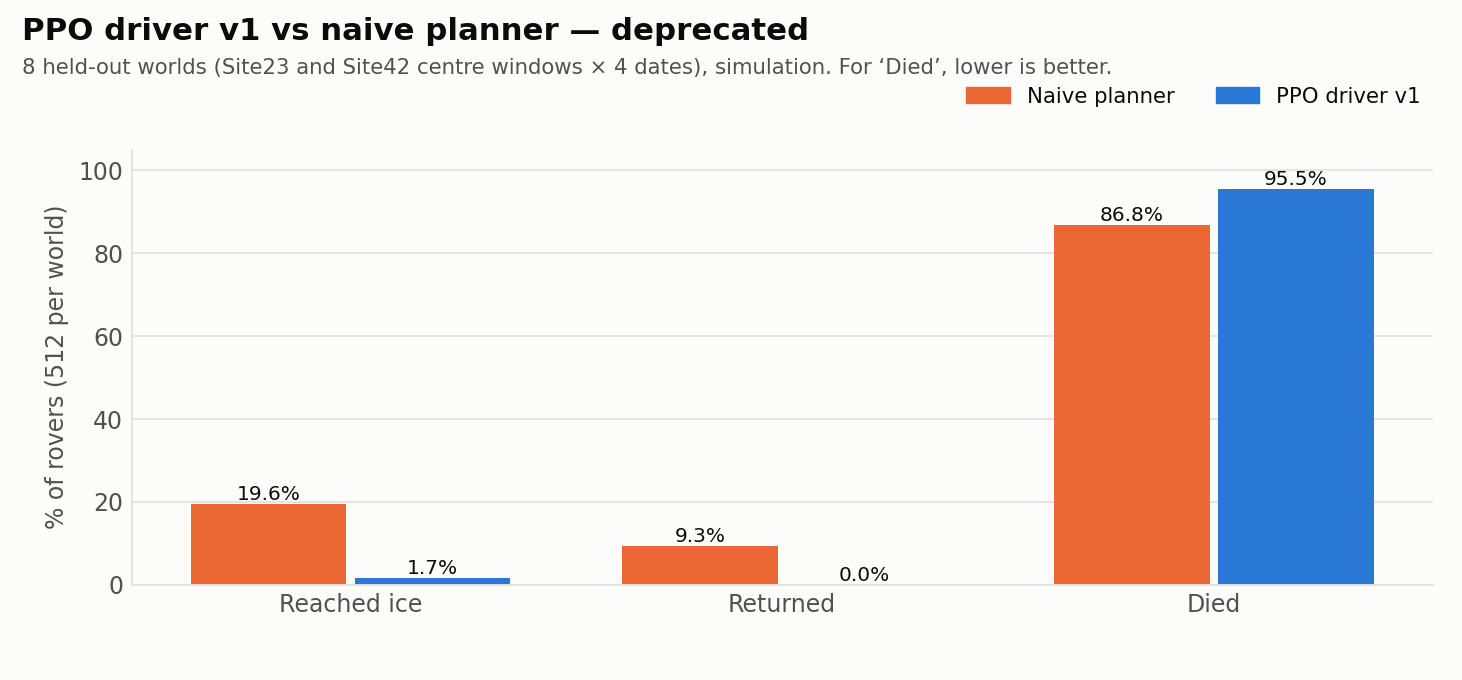 PPO driver v1 vs naive planner — deprecated
8 held-out worlds (Site23 and Site42 centre windows × 4 dates), simulation. For ‘Died’, lower is better.
Naive planner
PPO driver v1
% of rovers (512 per world)
100
80
60
40
20
0
19.6%
1.7%
9.3%
0.0%
86.8%
95.5%
Reached ice
Returned
Died